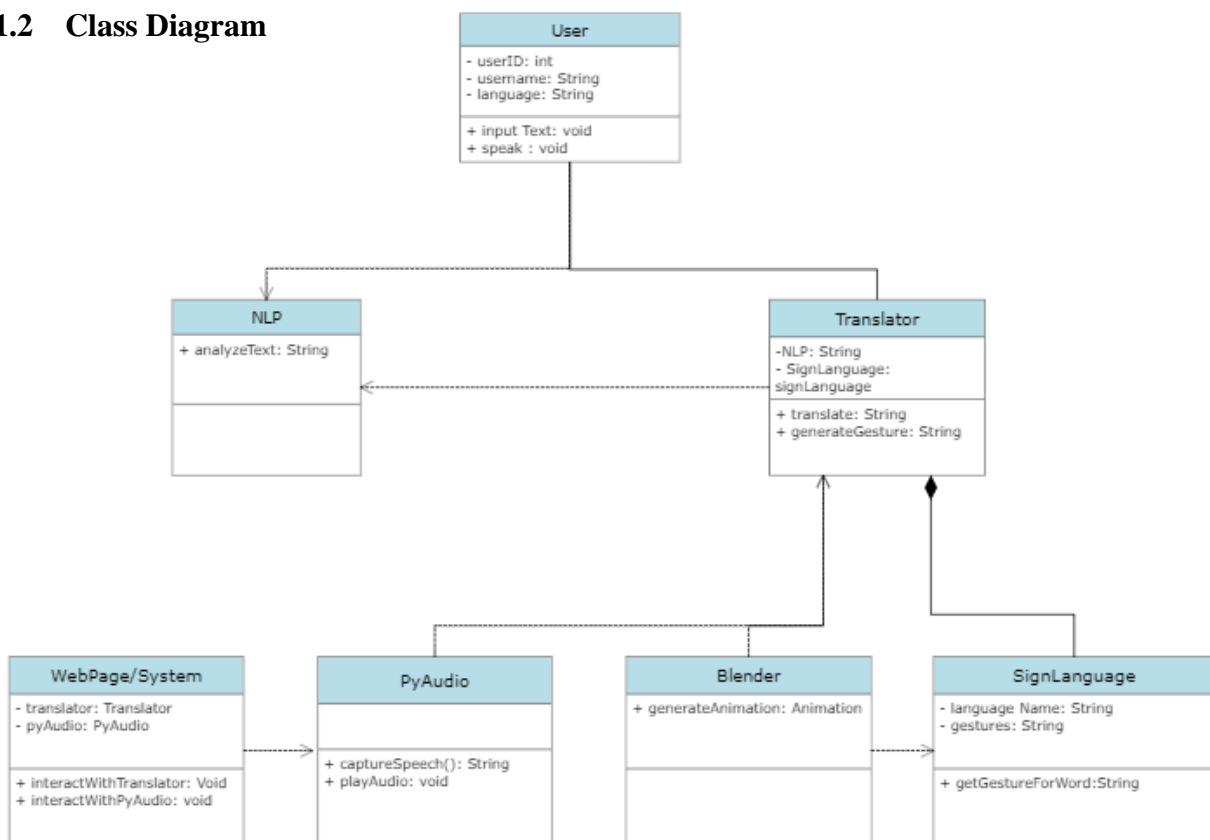 1.2 Class Diagram
User
- userID: int
- username: String
- language: String
+ input Text: void
+ speak : void
NLP
+ analyzeText: String
Translator
-NLP: String
- SignLanguage:
signLanguage
+ translate: String
+ generateGesture: String
WebPage/System
- translator: Translator
- pyAudio: PyAudio
+ interactWithTranslator: Void
+ interactWithPyAudio: void
PyAudio
+ captureSpeech(): String
+ playAudio: void
Blender
+ generateAnimation: Animation
SignLanguage
- language Name: String
- gestures: String
+ getGestureForWord:String